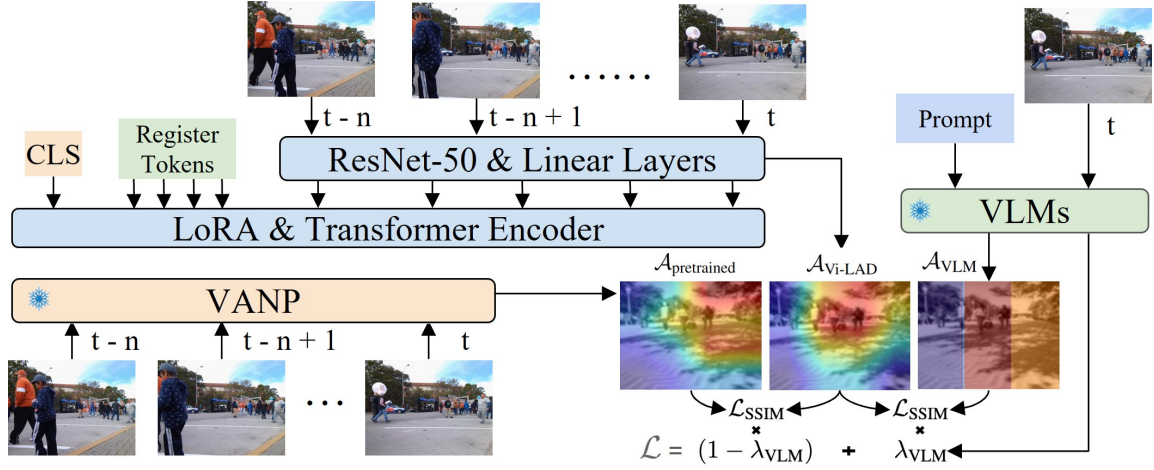 t - n
t - n + 1
......
t
t
CLS
Register
Tokens
Prompt
ResNet-50 & Linear Layers
VLMs
LoRA & Transformer Encoder
𝒜pretrained
𝒜Vi-LAD
𝒜VLM
VANP
t - n
t - n + 1
t
...
ℒSSIM
ℒSSIM
× ×
ℒ = (1 − λVLM) + λVLM